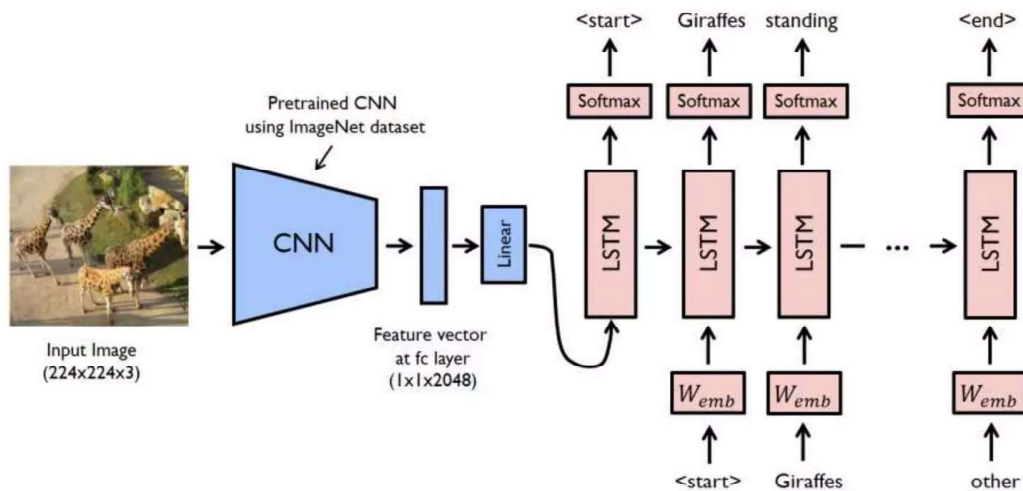 <start> Giraffes standing <end>
Softmax Softmax Softmax Softmax
Pretrained CNN
using ImageNet dataset
CNN
Linear
LSTM LSTM LSTM ... LSTM
Feature vector
at fc layer
(1x1x2048)
Input Image
(224x224x3)
W_emb W_emb W_emb
<start> Giraffes other